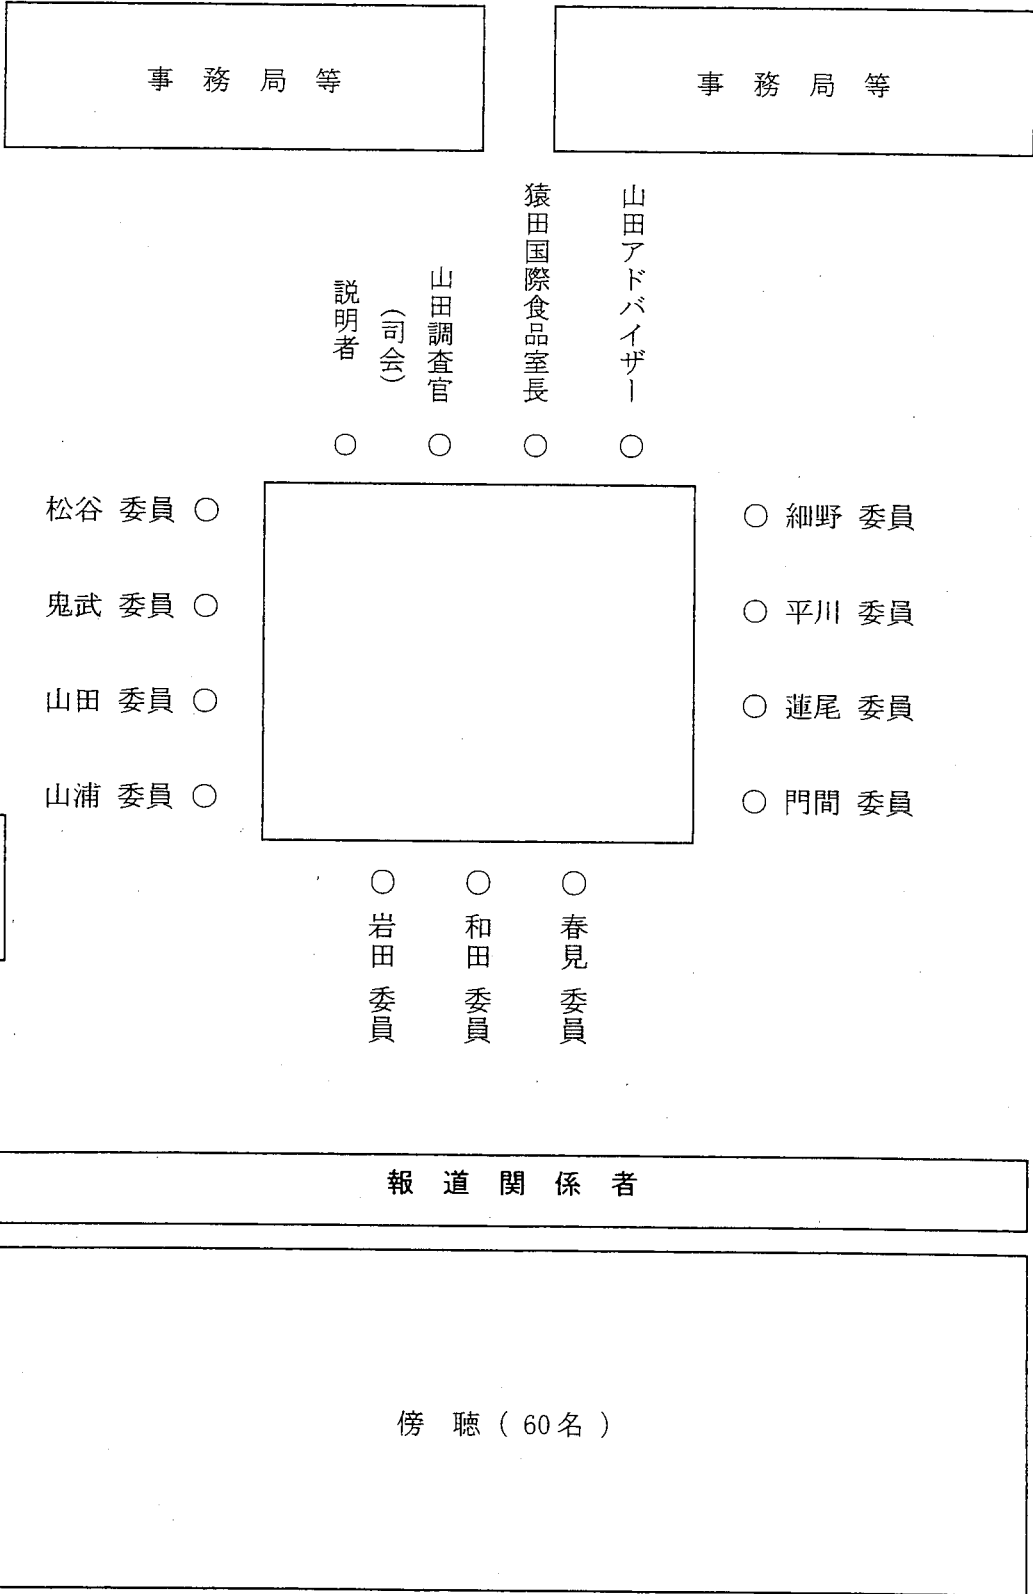 事務局等
事務局等
山田アドバイザー
猿田国際食品室長
山田調査官
(司会)
説明者
○ ○ ○ ○
松谷 委員 ○
鬼武 委員 ○
山田 委員 ○
山浦 委員 ○
○ 細野 委員
○ 平川 委員
○ 蓮尾 委員
○ 門間 委員
○ ○ ○
岩田 委員
和田 委員
春見 委員
報道関係者
傍聴(60名)